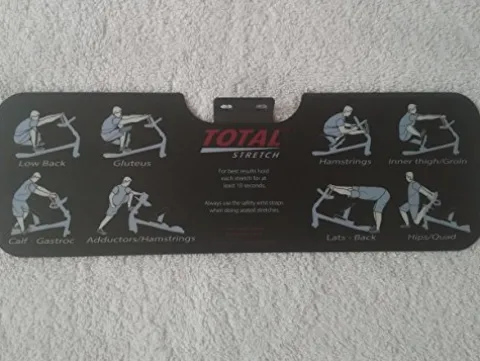 TOTAL
STRETCH
Low Back
Gluteus
Hamstrings
Inner thigh/Groin
For best results hold
each stretch for at
least 10 seconds.
Always use the safety wrist straps
when doing seated stretches.
Calf - Gastroc
Adductors/Hamstrings
Lats - Back
Hips/Quad